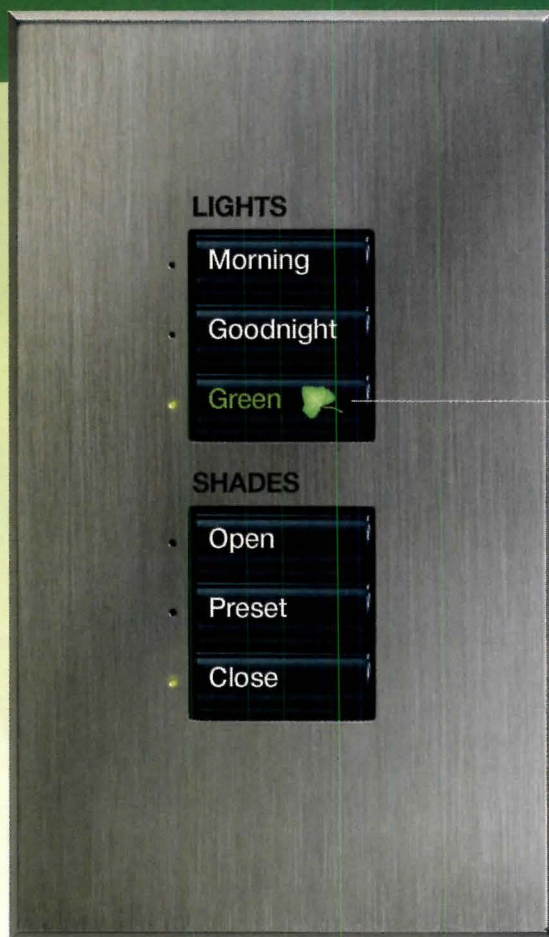 LIGHTS
Morning
Goodnight
Green
SHADES
Open
Preset
Close